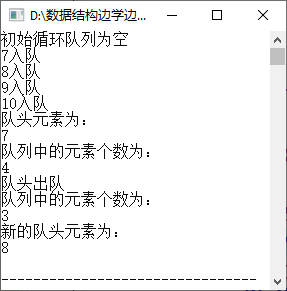 D:\数据结构边学边...
初始循环队列为空
7入队
8入队
9入队
10入队
队头元素为：
7
队列中的元素个数为：
4
队头出队
队列中的元素个数为：
3
新的队头元素为：
8
--------------------------------